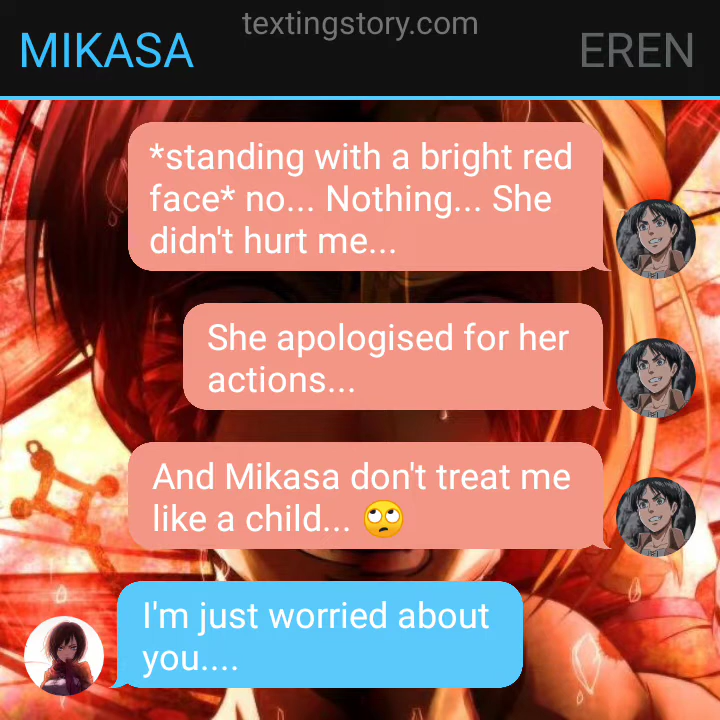 textingstory.com
MIKASA
EREN
*standing with a bright red
face* no... Nothing... She
didn't hurt me...
She apologised for her
actions...
And Mikasa don't treat me
like a child... 🙄
I'm just worried about
you....